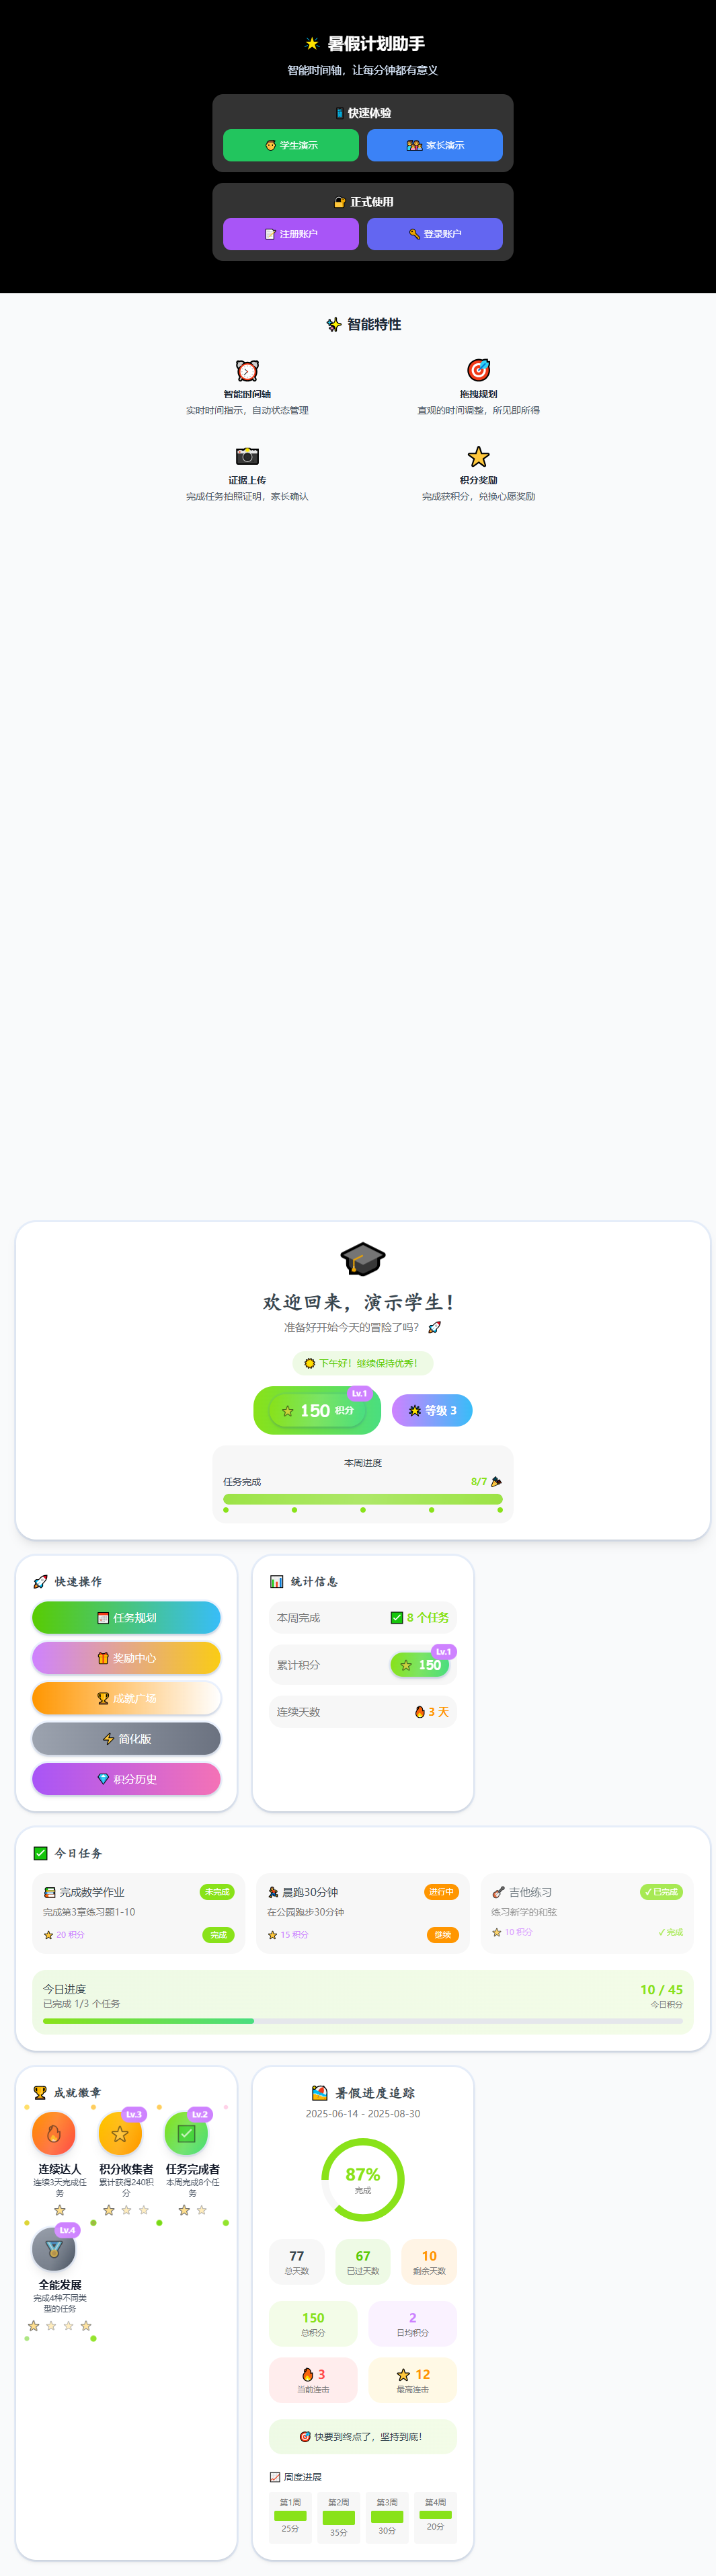 暑假计划助手
智能时间轴，让每分钟都有意义
快速体验
学生演示
家长演示
正式使用
注册账户
登录账户
智能特性
智能时间轴
实时时间指示，自动状态管理
拖拽规划
直观的时间调整，所见即所得
证据上传
完成任务拍照证明，家长确认
积分奖励
完成获积分，兑换心愿奖励
欢迎回来，演示学生！
准备好开始今天的冒险了吗？
下午好！继续保持优秀！
Lv.1
150 积分
等级 3
本周进度
任务完成
8/7
快速操作
任务规划
奖励中心
成就广场
简化版
积分历史
统计信息
本周完成
8 个任务
累计积分
Lv.1
150
连续天数
3 天
今日任务
完成数学作业
未完成
完成第3章练习题1-10
20 积分
完成
晨跑30分钟
进行中
在公园跑步30分钟
15 积分
继续
吉他练习
✓ 已完成
练习新学的和弦
10 积分
✓ 完成
今日进度
10 / 45
已完成 1/3 个任务
今日积分
成就徽章
连续达人
连续3天完成任
务
Lv.3
积分收集者
累计获得240积
分
Lv.2
任务完成者
本周完成8个任
务
Lv.4
全能发展
完成4种不同类
型的任务
暑假进度追踪
2025-06-14 - 2025-08-30
87%
完成
77
总天数
67
已过天数
10
剩余天数
150
总积分
2
日均积分
3
当前连击
12
最高连击
快要到终点了，坚持到底！
周度进展
第1周
25分
第2周
35分
第3周
30分
第4周
20分